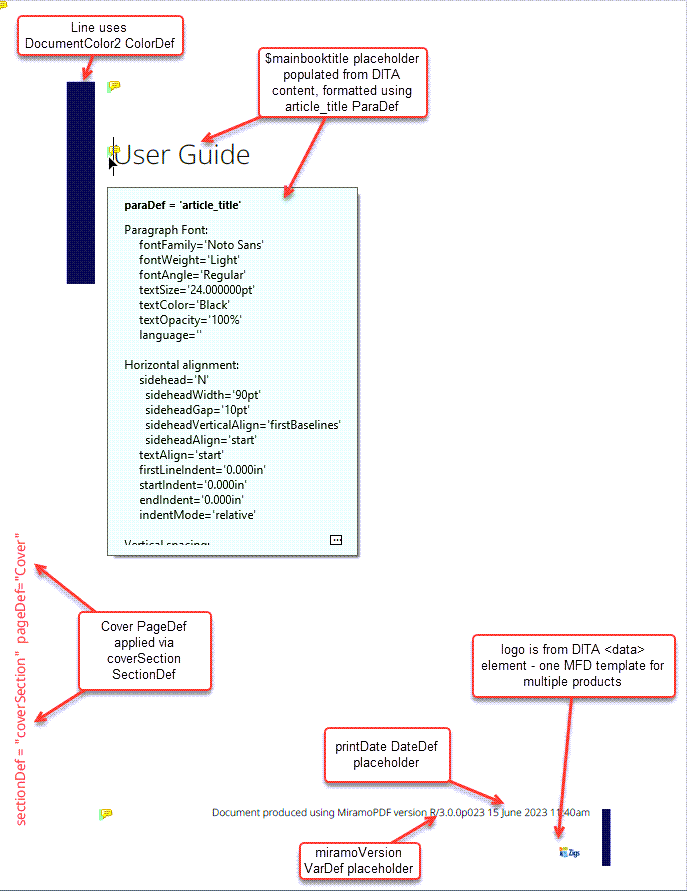 Line uses
DocumentColor2 ColorDef
$mainbooktitle placeholder
populated from DITA
content, formatted using
article_title ParaDef
User Guide
paraDef = 'article_title'
Paragraph Font:
fontFamily='Noto Sans'
fontWeight='Light'
fontAngle='Regular'
textSize='24.000000pt'
textColor='Black'
textOpacity='100%'
language=''
Horizontal alignment:
sidehead='N'
sideheadWidth='90pt'
sideheadGap='10pt'
sideheadVerticalAlign='firstBaselines'
sideheadAlign='start'
textAlign='start'
firstLineIndent='0.000in'
startIndent='0.000in'
endIndent='0.000in'
indentMode='relative'
Vertical spacing:
sectionDef = "coverSection" pageDef="Cover"
Cover PageDef
applied via
coverSection
SectionDef
logo is from DITA <data>
element - one MFD template for
multiple products
printDate DateDef
placeholder
Document produced using MiramoPDF version R/3.0.0p023 15 June 2023 11:40am
miramoVersion
VarDef placeholder
Zigs